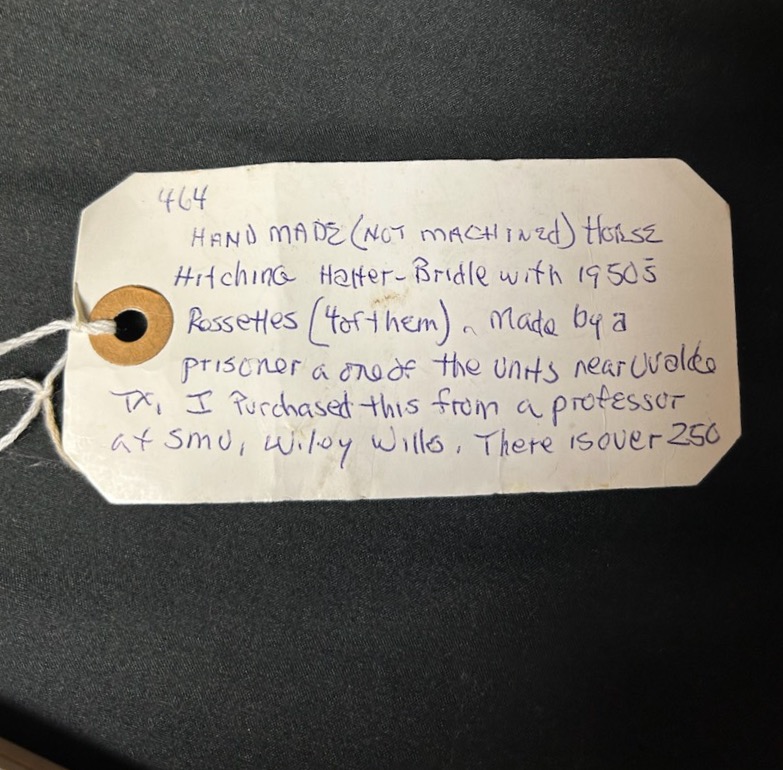 464
HAND MADE (NOT MACHINED) HORSE
Hitching Halter-Bridle with 1950s
Rossettes (4 of them). Made by a
prisoner a one of the units near Uvalde
TX, I Purchased this from a professor
at SMU, Wiley Wills. There is over 250